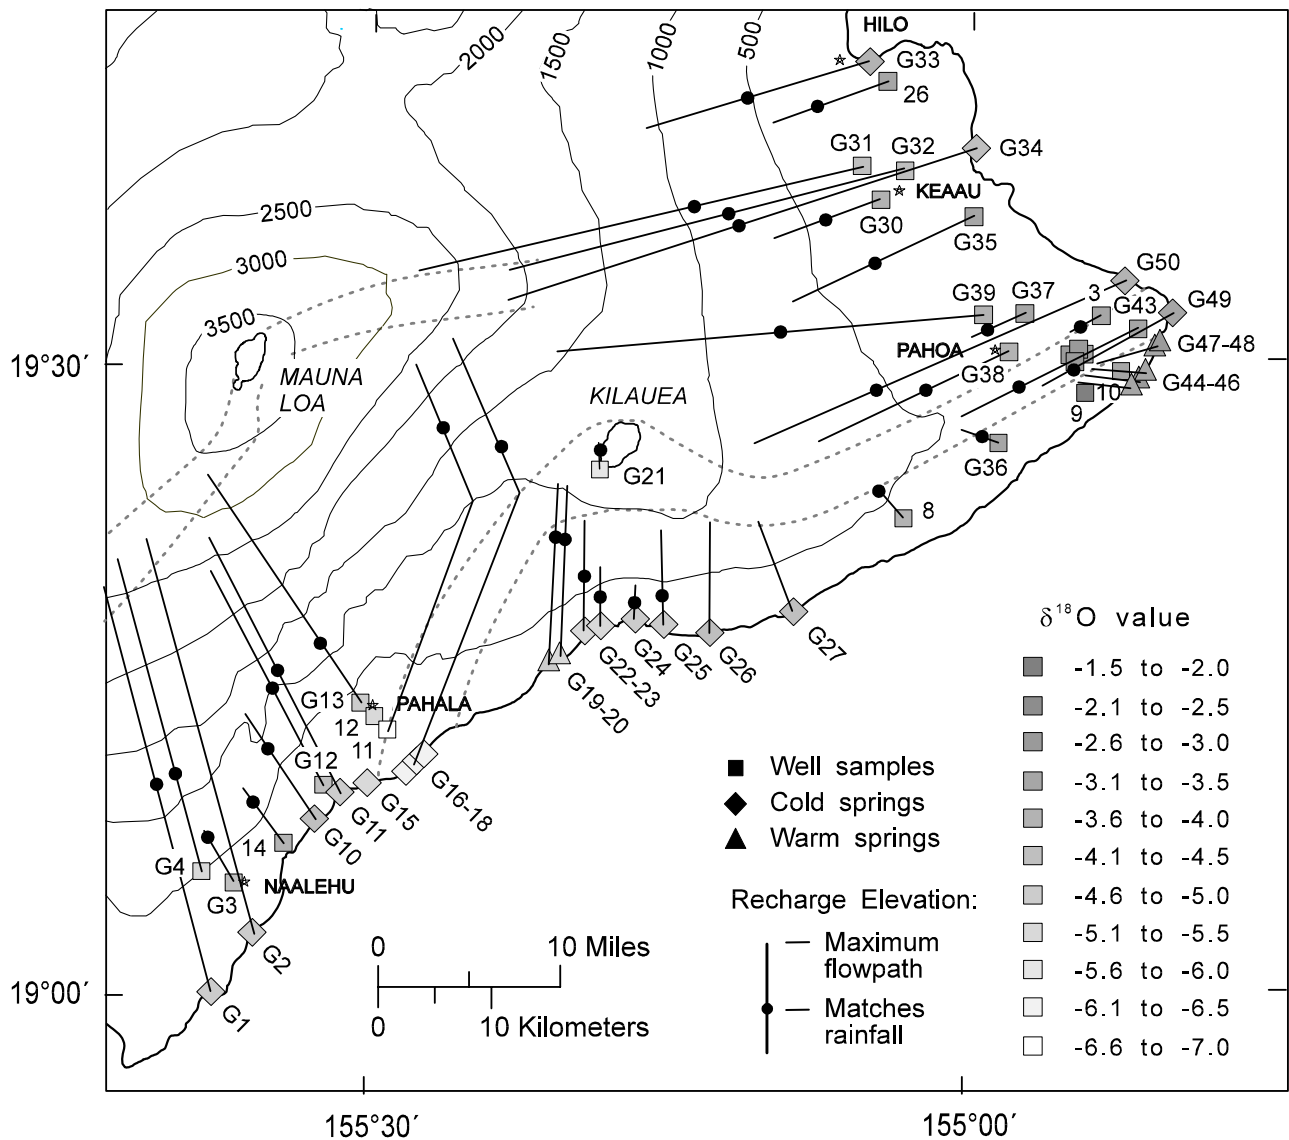 HILO
2000
1500
1000
500
G33
26
G31
G32
G34
KEAAU
G30
G35
2500
3000
3500
G50
G39
G37
3
G43
G49
19°30´
PAHOA
G38
G47-48
MAUNA
LOA
KILAUEA
G44-46
10
9
G36
G21
8
G27
G26
G25
G24
G22-23
G19-20
G13
PAHALA
12
11
G12
G16-18
G15
G11
G10
14
G4
G3
NAALEHU
G2
G1
δ¹⁸O value
-1.5 to -2.0
-2.1 to -2.5
-2.6 to -3.0
-3.1 to -3.5
-3.6 to -4.0
-4.1 to -4.5
-4.6 to -5.0
-5.1 to -5.5
-5.6 to -6.0
-6.1 to -6.5
-6.6 to -7.0
Well samples
Cold springs
Warm springs
Recharge Elevation:
Maximum
flowpath
Matches
rainfall
0 10 Miles
0 10 Kilometers
19°00´
155°30´
155°00´